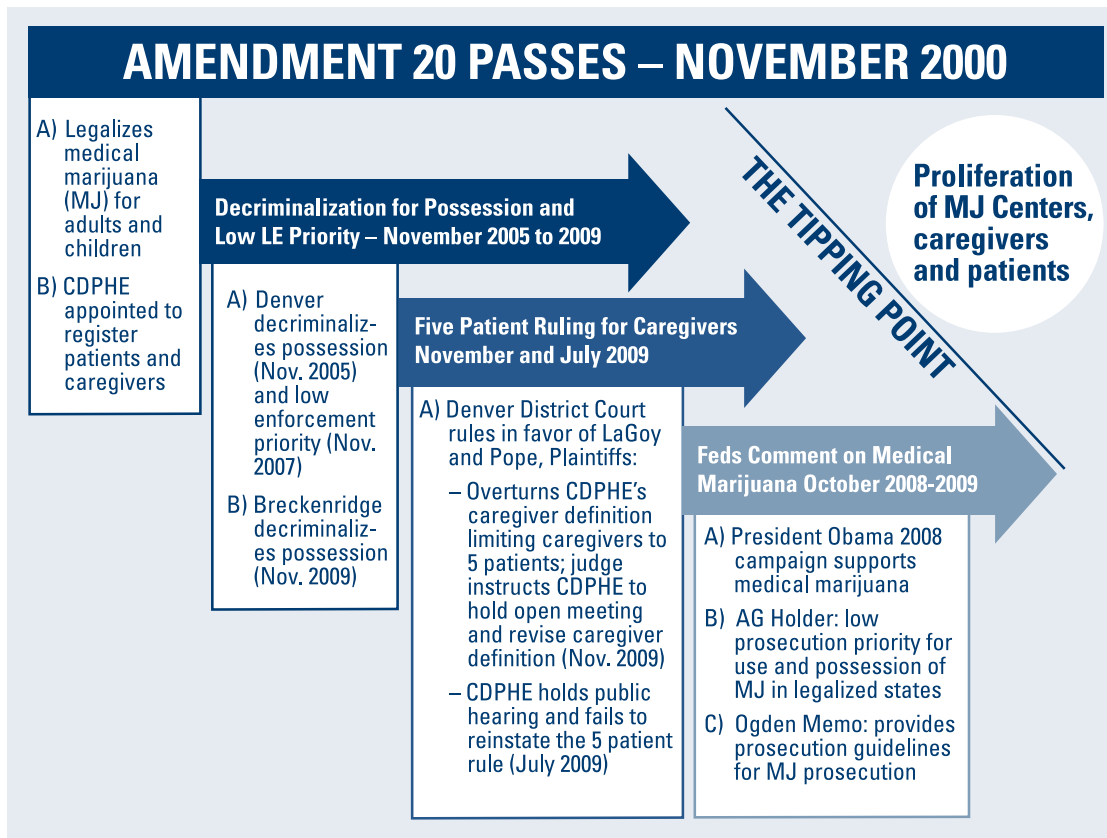 AMENDMENT 20 PASSES – NOVEMBER 2000
A) Legalizes
medical
marijuana
(MJ) for
adults and
children
B) CDPHE
appointed to
register
patients and
caregivers
Decriminalization for Possession and
Low LE Priority – November 2005 to 2009
A) Denver
decriminaliz-
es possession
(Nov. 2005)
and low
enforcement
priority (Nov.
2007)
B) Breckenridge
decriminaliz-
es possession
(Nov. 2009)
Five Patient Ruling for Caregivers
November and July 2009
A) Denver District Court
rules in favor of LaGoy
and Pope, Plaintiffs:
– Overturns CDPHE’s
caregiver definition
limiting caregivers to
5 patients; judge
instructs CDPHE to
hold open meeting
and revise caregiver
definition (Nov. 2009)
– CDPHE holds public
hearing and fails to
reinstate the 5 patient
rule (July 2009)
Feds Comment on Medical
Marijuana October 2008-2009
A) President Obama 2008
campaign supports
medical marijuana
B) AG Holder: low
prosecution priority for
use and possession of
MJ in legalized states
C) Ogden Memo: provides
prosecution guidelines
for MJ prosecution
THE TIPPING POINT
Proliferation
of MJ Centers,
caregivers
and patients